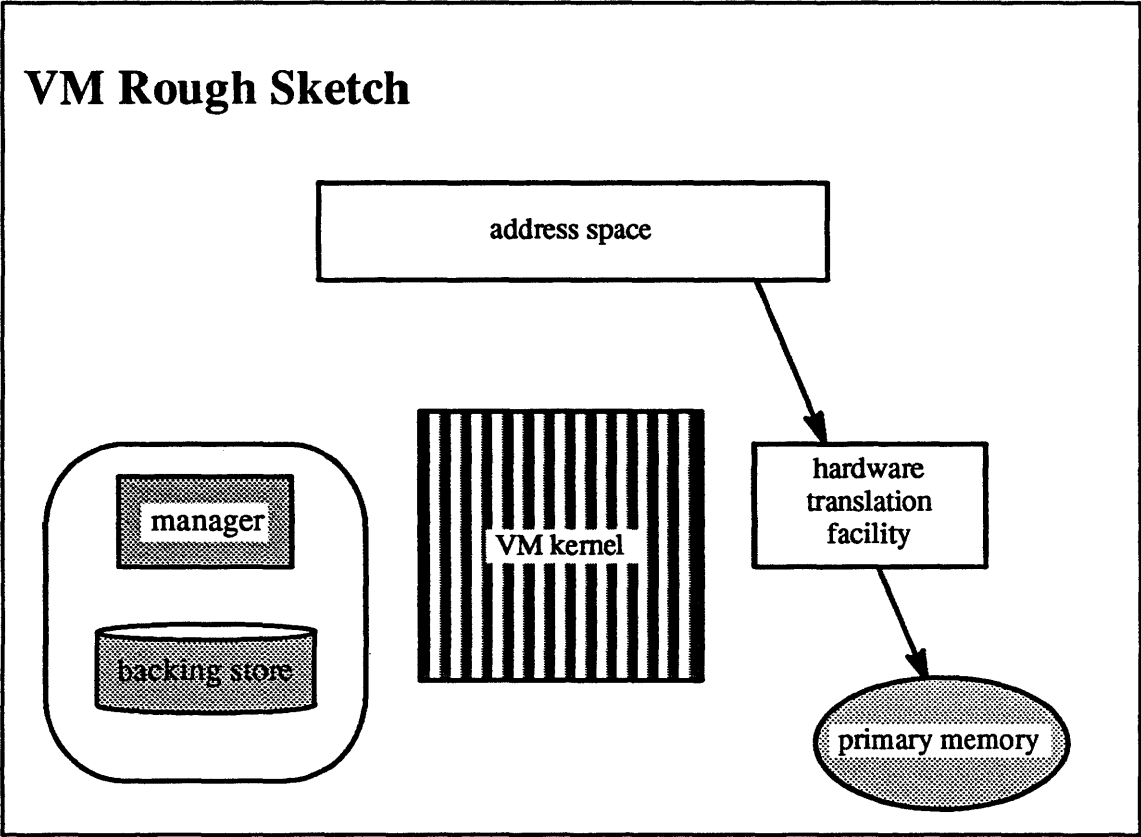 VM Rough Sketch
address space
hardware
translation
facility
manager
VM kernel
backing store
primary memory